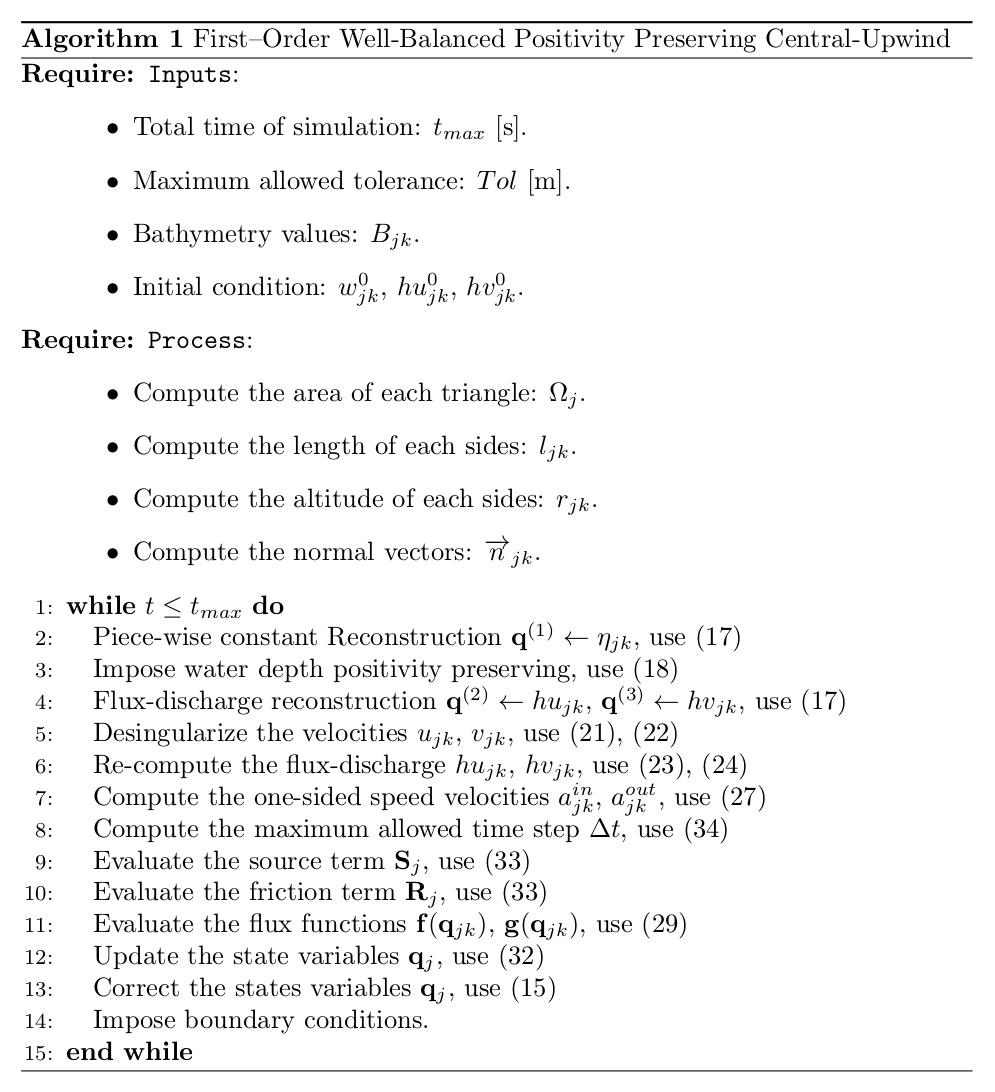 Algorithm 1 First–Order Well-Balanced Positivity Preserving Central-Upwind
Require: Inputs:
• Total time of simulation: $t_{max}$ [s].
• Maximum allowed tolerance: $Tol$ [m].
• Bathymetry values: $B_{jk}$.
• Initial condition: $w_{jk}^{0}$, $hu_{jk}^{0}$, $hv_{jk}^{0}$.
Require: Process:
• Compute the area of each triangle: $\Omega_j$.
• Compute the length of each sides: $l_{jk}$.
• Compute the altitude of each sides: $r_{jk}$.
• Compute the normal vectors: $\overrightarrow{n}_{jk}$.
1: while $t \leq t_{max}$ do
2: Piece-wise constant Reconstruction $\mathbf{q}^{(1)} \leftarrow \eta_{jk}$, use (17)
3: Impose water depth positivity preserving, use (18)
4: Flux-discharge reconstruction $\mathbf{q}^{(2)} \leftarrow hu_{jk}$, $\mathbf{q}^{(3)} \leftarrow hv_{jk}$, use (17)
5: Desingularize the velocities $u_{jk}$, $v_{jk}$, use (21), (22)
6: Re-compute the flux-discharge $hu_{jk}$, $hv_{jk}$, use (23), (24)
7: Compute the one-sided speed velocities $a_{jk}^{in}$, $a_{jk}^{out}$, use (27)
8: Compute the maximum allowed time step $\Delta t$, use (34)
9: Evaluate the source term $\mathbf{S}_j$, use (33)
10: Evaluate the friction term $\mathbf{R}_j$, use (33)
11: Evaluate the flux functions $\mathbf{f}(\mathbf{q}_{jk})$, $\mathbf{g}(\mathbf{q}_{jk})$, use (29)
12: Update the state variables $\mathbf{q}_j$, use (32)
13: Correct the states variables $\mathbf{q}_j$, use (15)
14: Impose boundary conditions.
15: end while